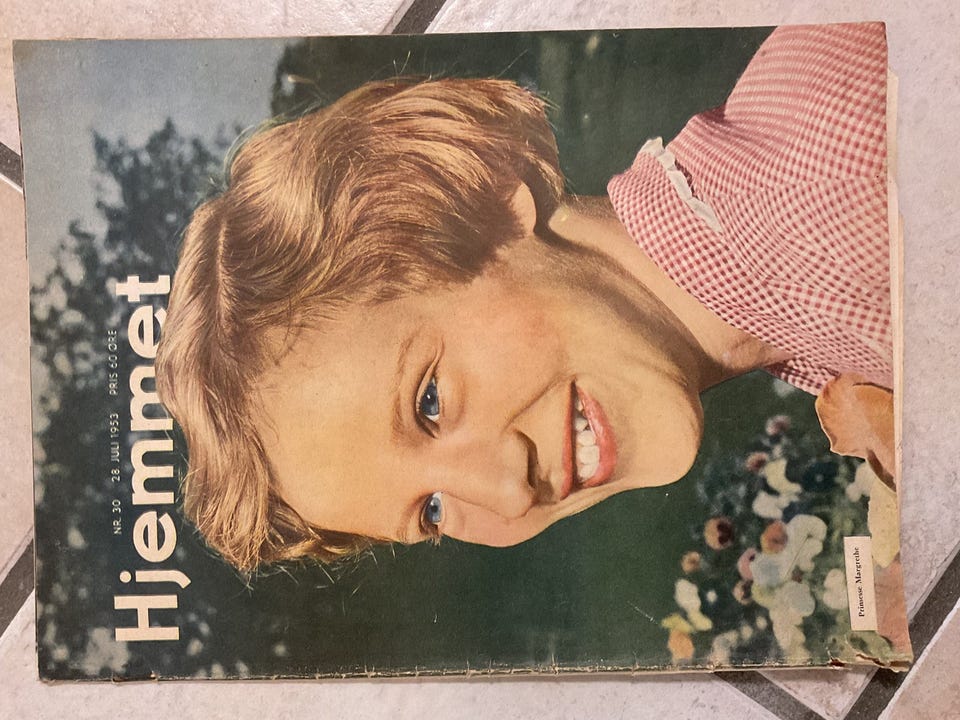 NR. 30 28. JULI 1953 PRIS 60 ØRE
Hjemmet
Prinsesse Margrethe